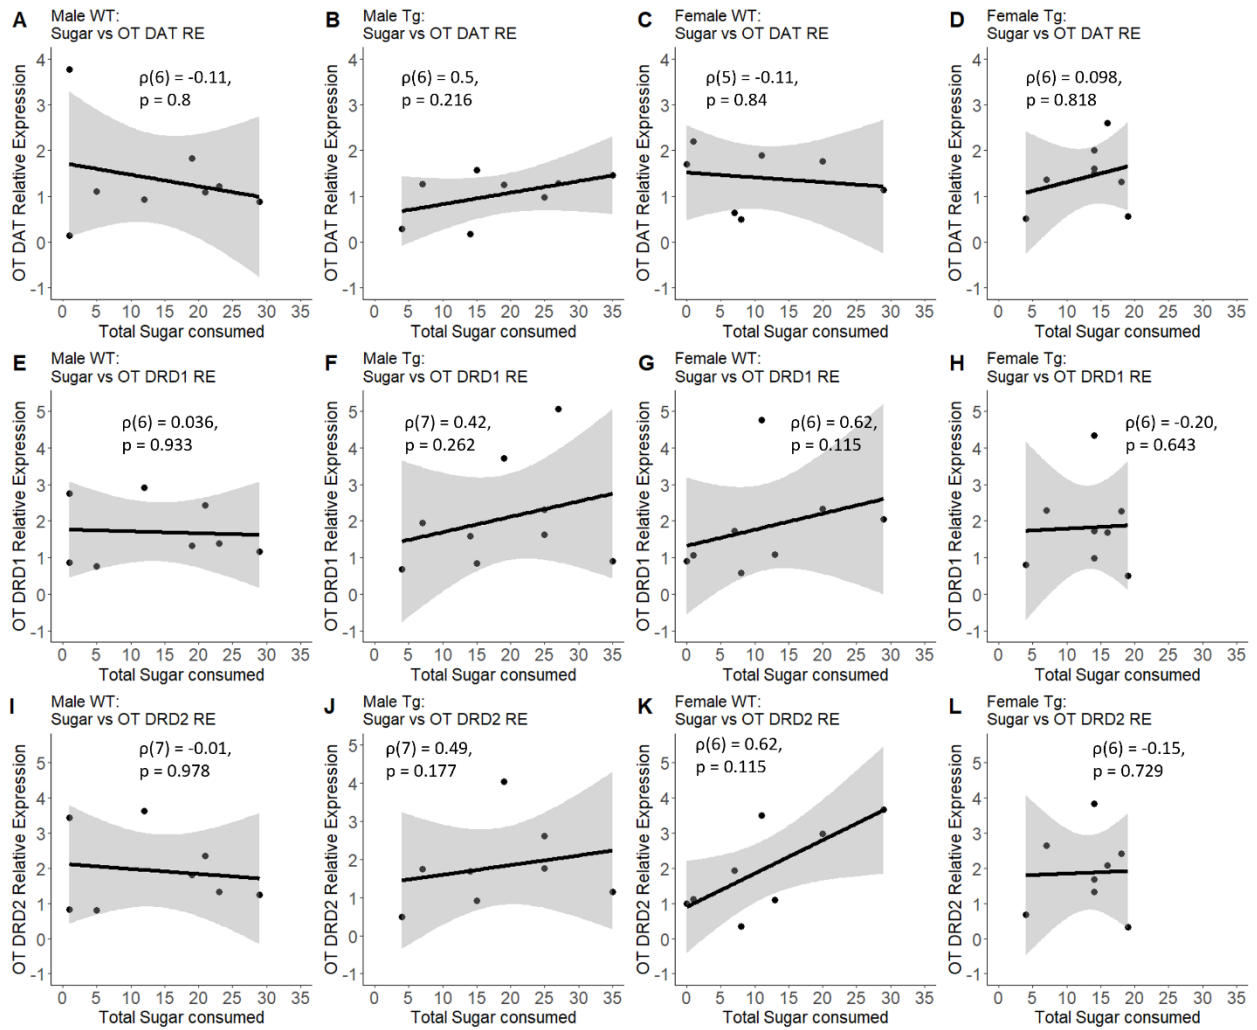 A Male WT:
Sugar vs OT DAT RE
ρ(6) = -0.11,
p = 0.8
OT DAT Relative Expression
4
3
2
1
0
-1
0 5 10 15 20 25 30 35
Total Sugar consumed
B Male Tg:
Sugar vs OT DAT RE
ρ(6) = 0.5,
p = 0.216
OT DAT Relative Expression
4
3
2
1
0
-1
0 5 10 15 20 25 30 35
Total Sugar consumed
C Female WT:
Sugar vs OT DAT RE
ρ(5) = -0.11,
p = 0.84
OT DAT Relative Expression
4
3
2
1
0
-1
0 5 10 15 20 25 30 35
Total Sugar consumed
D Female Tg:
Sugar vs OT DAT RE
ρ(6) = 0.098,
p = 0.818
OT DAT Relative Expression
4
3
2
1
0
-1
0 5 10 15 20 25 30 35
Total Sugar consumed
E Male WT:
Sugar vs OT DRD1 RE
ρ(6) = 0.036,
p = 0.933
OT DRD1 Relative Expression
5
4
3
2
1
0
-1
0 5 10 15 20 25 30 35
Total Sugar consumed
F Male Tg:
Sugar vs OT DRD1 RE
ρ(7) = 0.42,
p = 0.262
OT DRD1 Relative Expression
5
4
3
2
1
0
-1
0 5 10 15 20 25 30 35
Total Sugar consumed
G Female WT:
Sugar vs OT DRD1 RE
ρ(6) = 0.62,
p = 0.115
OT DRD1 Relative Expression
5
4
3
2
1
0
-1
0 5 10 15 20 25 30 35
Total Sugar consumed
H Female Tg:
Sugar vs OT DRD1 RE
ρ(6) = -0.20,
p = 0.643
OT DRD1 Relative Expression
5
4
3
2
1
0
-1
0 5 10 15 20 25 30 35
Total Sugar consumed
I Male WT:
Sugar vs OT DRD2 RE
ρ(7) = -0.01,
p = 0.978
OT DRD2 Relative Expression
5
4
3
2
1
0
-1
0 5 10 15 20 25 30 35
Total Sugar consumed
J Male Tg:
Sugar vs OT DRD2 RE
ρ(7) = 0.49,
p = 0.177
OT DRD2 Relative Expression
5
4
3
2
1
0
-1
0 5 10 15 20 25 30 35
Total Sugar consumed
K Female WT:
Sugar vs OT DRD2 RE
ρ(6) = 0.62,
p = 0.115
OT DRD2 Relative Expression
5
4
3
2
1
0
-1
0 5 10 15 20 25 30 35
Total Sugar consumed
L Female Tg:
Sugar vs OT DRD2 RE
ρ(6) = -0.15,
p = 0.729
OT DRD2 Relative Expression
5
4
3
2
1
0
-1
0 5 10 15 20 25 30 35
Total Sugar consumed